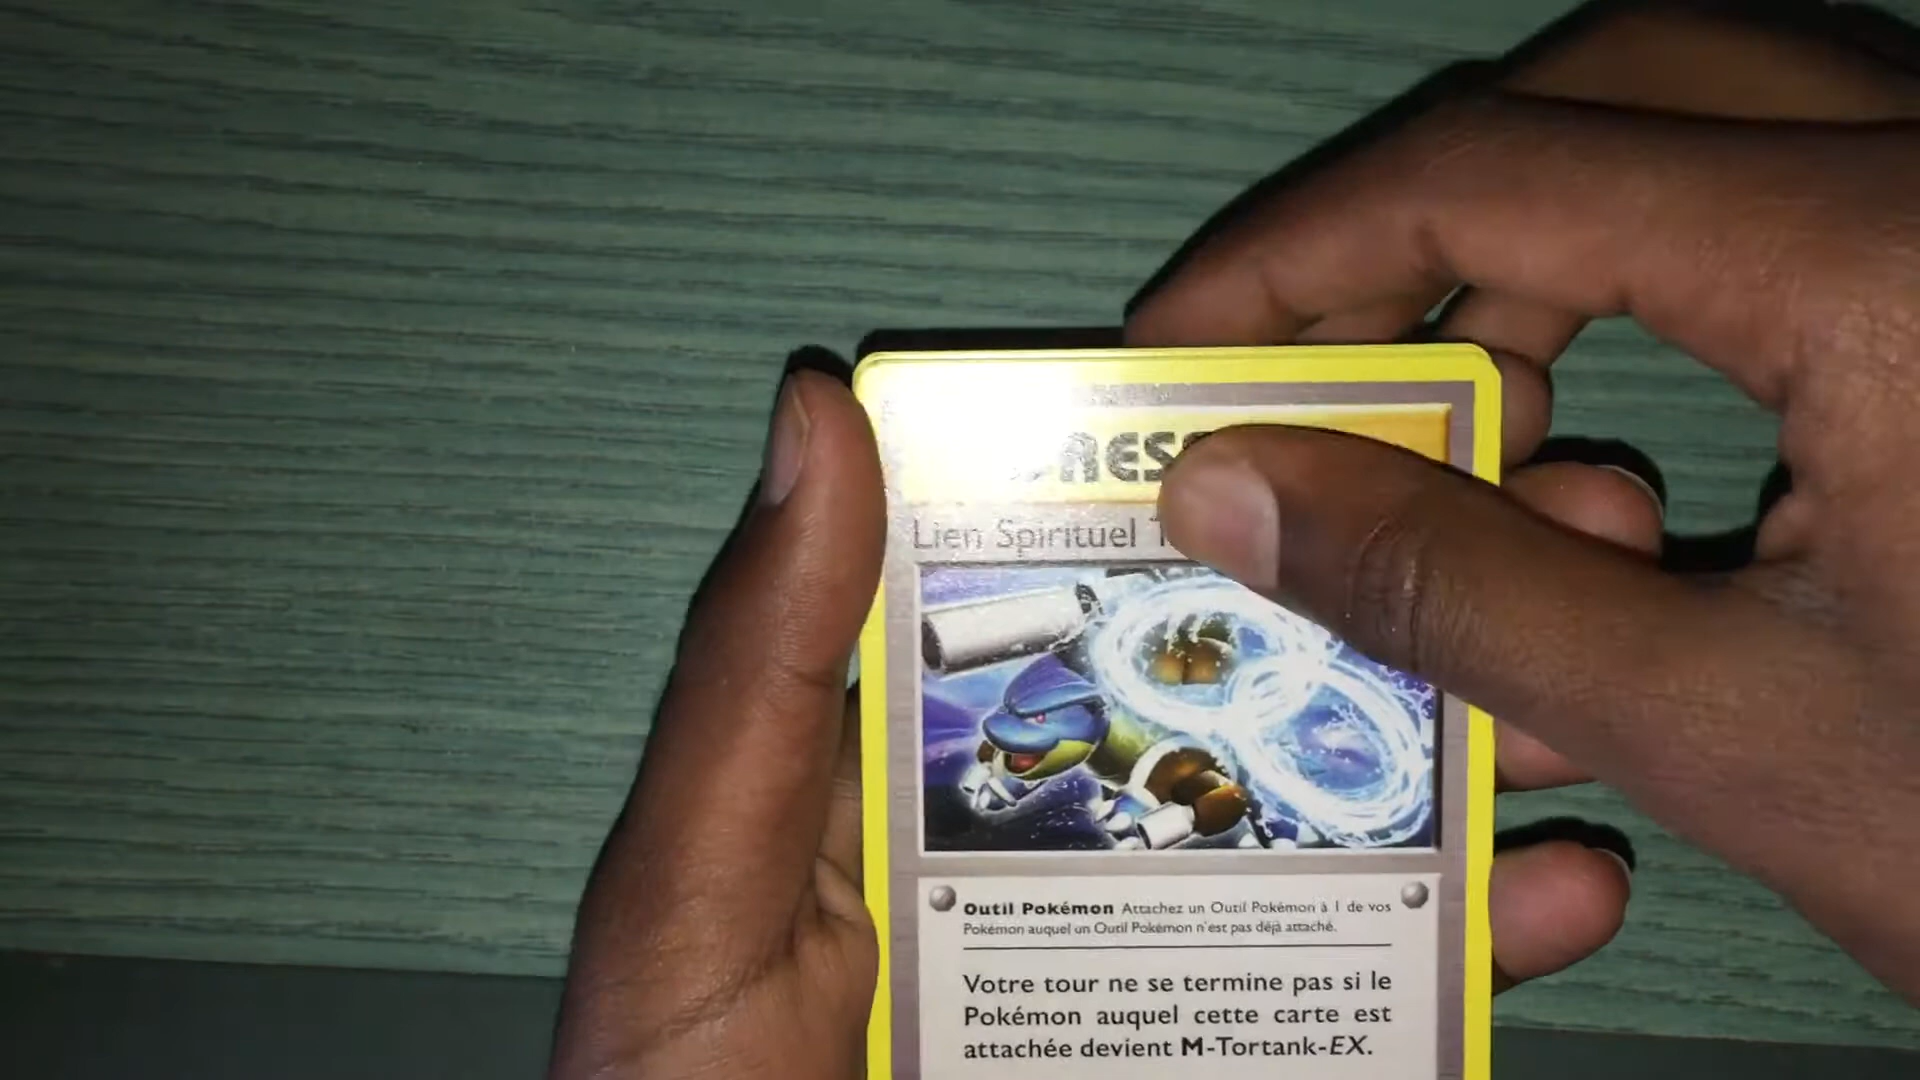 Lien Spirituel
Outil Pokémon Attachez un Outil Pokémon à 1 de vos
Pokémon auquel un Outil Pokémon n'est pas déjà attaché.
Votre tour ne se termine pas si le
Pokémon auquel cette carte est
attachée devient M-Tortank-EX.